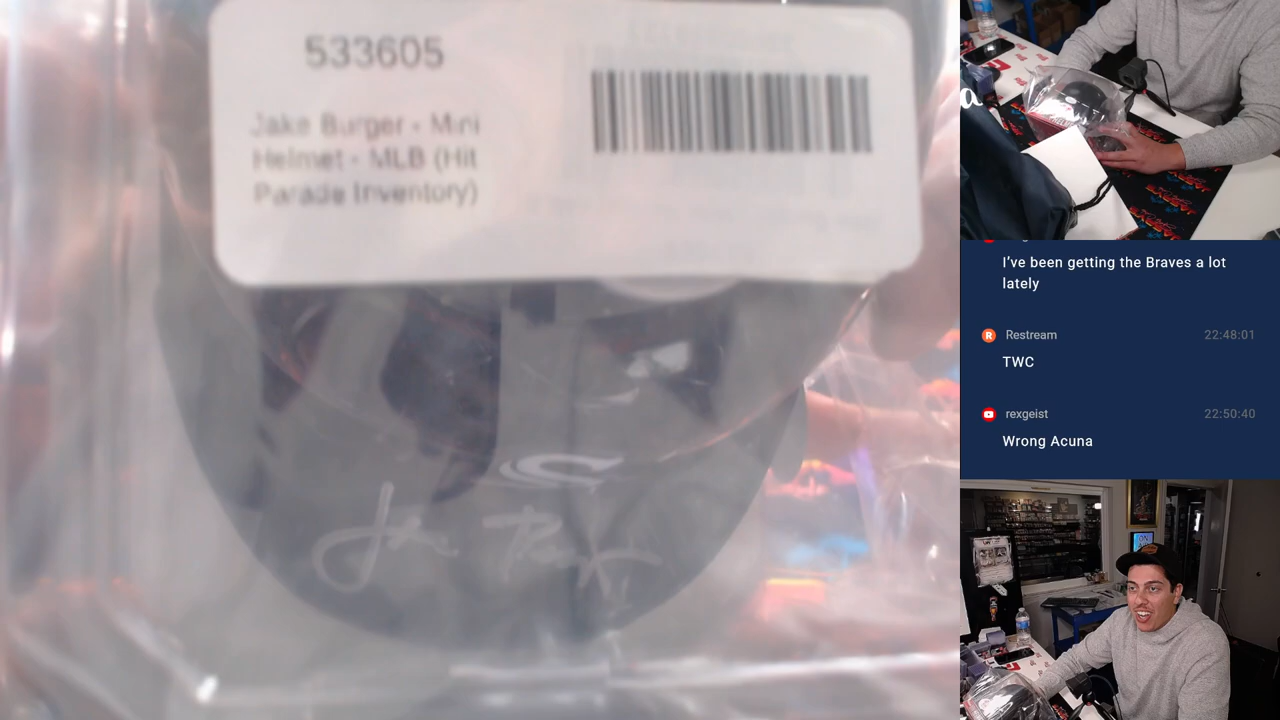 533605
Jake Burger - Mini
Helmet - MLB (Hit
Parade Inventory)
a
I've been getting the Braves a lot
lately
Restream
22:48:01
TWC
rexgeist
22:50:40
Wrong Acuna